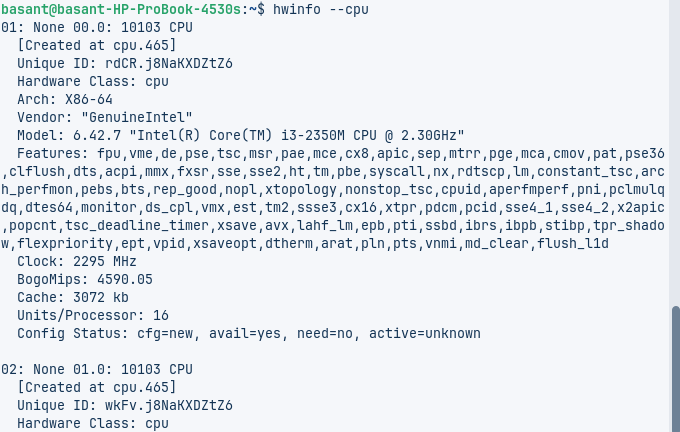 basant@basant-HP-ProBook-4530s:~$ hwinfo --cpu
01: None 00.0: 10103 CPU
[Created at cpu.465]
Unique ID: rdCR.j8NaKXDZtZ6
Hardware Class: cpu
Arch: X86-64
Vendor: "GenuineIntel"
Model: 6.42.7 "Intel(R) Core(TM) i3-2350M CPU @ 2.30GHz"
Features: fpu,vme,de,pse,tsc,msr,pae,mce,cx8,apic,sep,mtrr,pge,mca,cmov,pat,pse36
,clflush,dts,acpi,mmx,fxsr,sse,sse2,ht,tm,pbe,syscall,nx,rdtscp,lm,constant_tsc,arc
h_perfmon,pebs,bts,rep_good,nopl,xtopology,nonstop_tsc,cpuid,aperfmperf,pni,pclmulq
dq,dtes64,monitor,ds_cpl,vmx,est,tm2,ssse3,cx16,xtpr,pdcm,pcid,sse4_1,sse4_2,x2apic
,popcnt,tsc_deadline_timer,xsave,avx,lahf_lm,epb,pti,ssbd,ibrs,ibpb,stibp,tpr_shado
w,flexpriority,ept,vpid,xsaveopt,dtherm,arat,pln,pts,vnmi,md_clear,flush_l1d
Clock: 2295 MHz
BogoMips: 4590.05
Cache: 3072 kb
Units/Processor: 16
Config Status: cfg=new, avail=yes, need=no, active=unknown
02: None 01.0: 10103 CPU
[Created at cpu.465]
Unique ID: wkFv.j8NaKXDZtZ6
Hardware Class: cpu